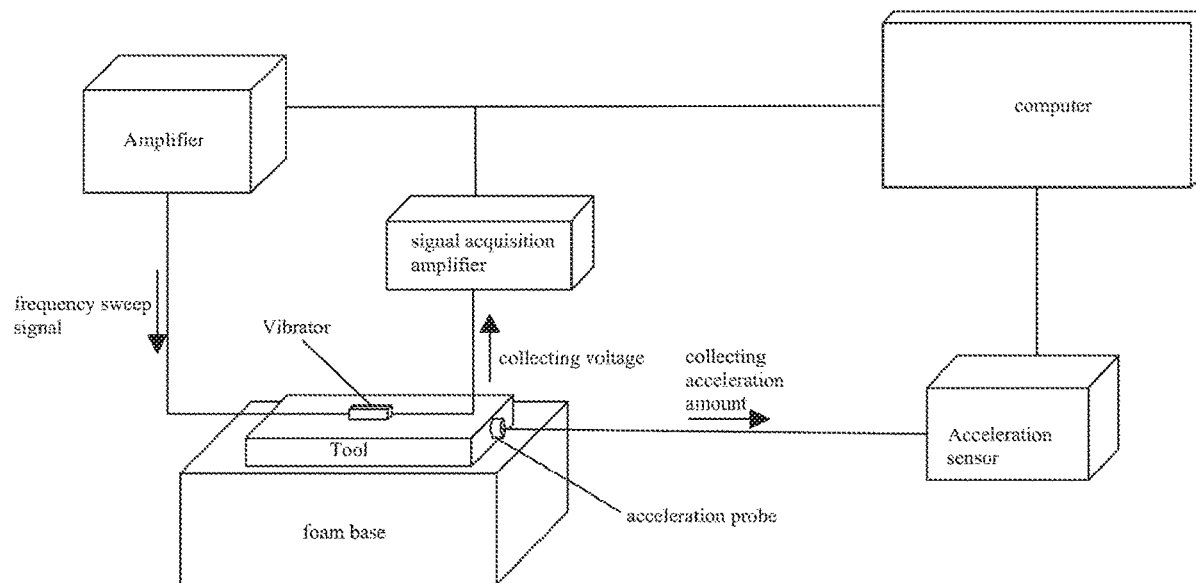 computer
Amplifier
signal acquisition
amplifier
frequency sweep
signal
Vibrator
collecting voltage
collecting
acceleration
amount
Tool
Acceleration
sensor
acceleration probe
foam base